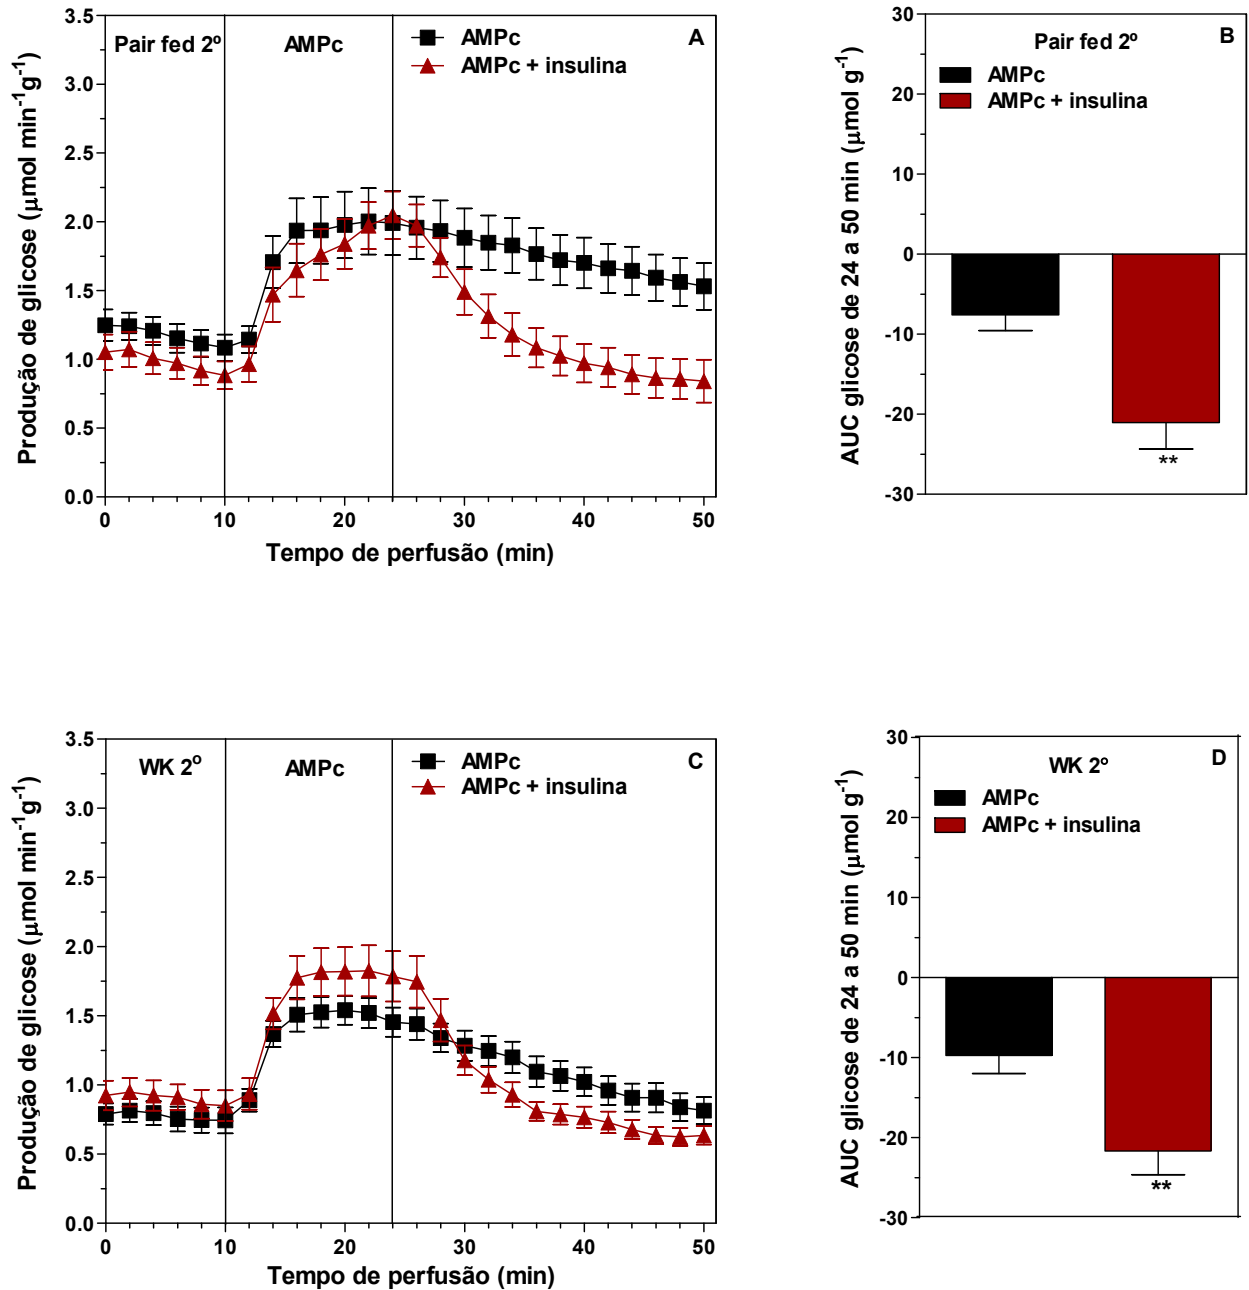 Produção de glicose (μmol min⁻¹g⁻¹)
3.5
3.0
2.5
2.0
1.5
1.0
0.5
0.0
Pair fed 2º
AMPc
AMPc
AMPc + insulina
A
0 10 20 30 40 50
Tempo de perfusão (min)
AUC glicose de 24 a 50 min (μmol g⁻¹)
30
20
10
0
-10
-20
-30
Pair fed 2º
B
AMPc
AMPc + insulina
**
Produção de glicose (μmol min⁻¹g⁻¹)
3.5
3.0
2.5
2.0
1.5
1.0
0.5
0.0
WK 2º
AMPc
AMPc
AMPc + insulina
C
0 10 20 30 40 50
Tempo de perfusão (min)
AUC glicose de 24 a 50 min (μmol g⁻¹)
30
20
10
0
-10
-20
-30
WK 2º
D
AMPc
AMPc + insulina
**